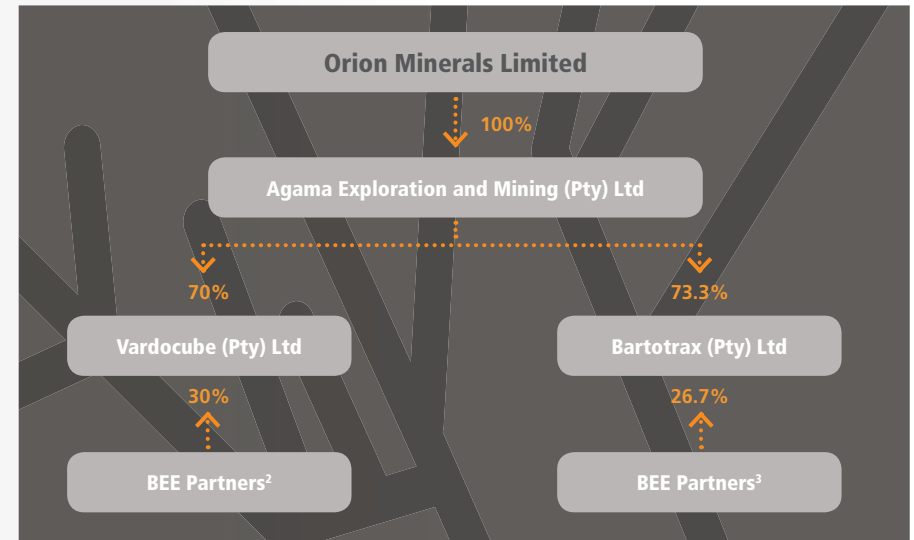 Orion Minerals Limited
100%
Agama Exploration and Mining (Pty) Ltd
70%
73.3%
Vardocube (Pty) Ltd
Bartotrax (Pty) Ltd
30%
26.7%
BEE Partners²
BEE Partners³